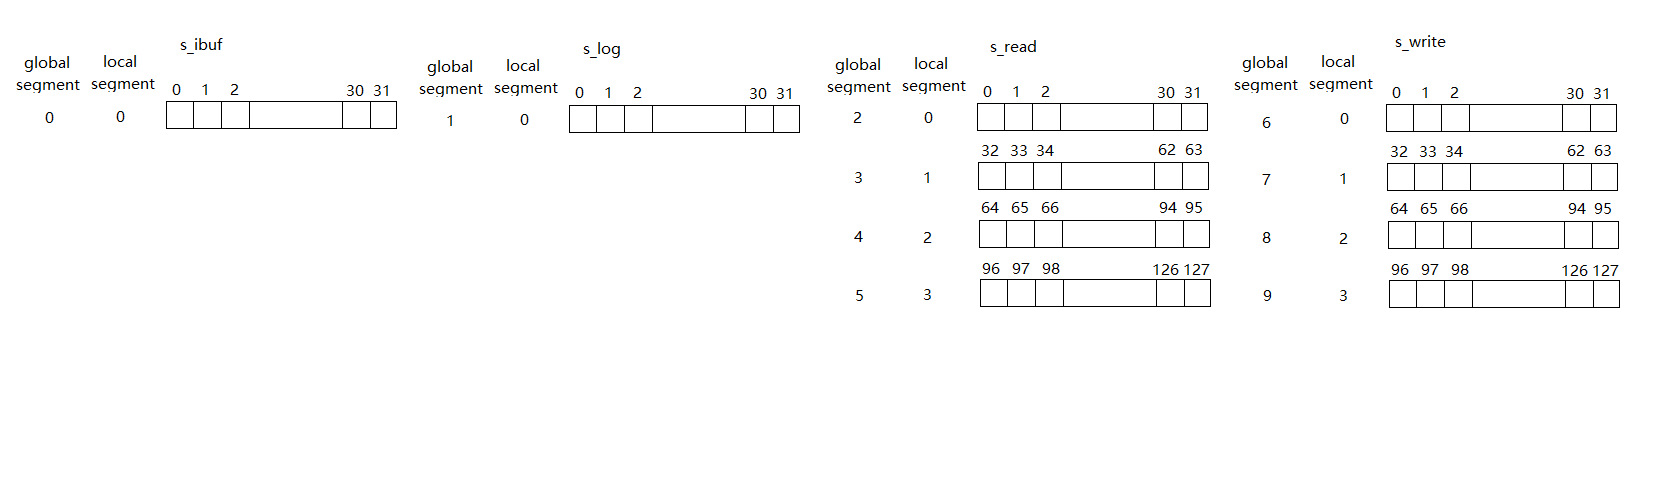 s_ibuf
global local
segment segment
0 1 2 30 31
0 0
s_log
global local
segment segment
0 1 2 30 31
1 0
s_read
global local
segment segment
0 1 2 30 31
2 0
32 33 34 62 63
3 1
64 65 66 94 95
4 2
96 97 98 126 127
5 3
s_write
global local
segment segment
0 1 2 30 31
6 0
32 33 34 62 63
7 1
64 65 66 94 95
8 2
96 97 98 126 127
9 3